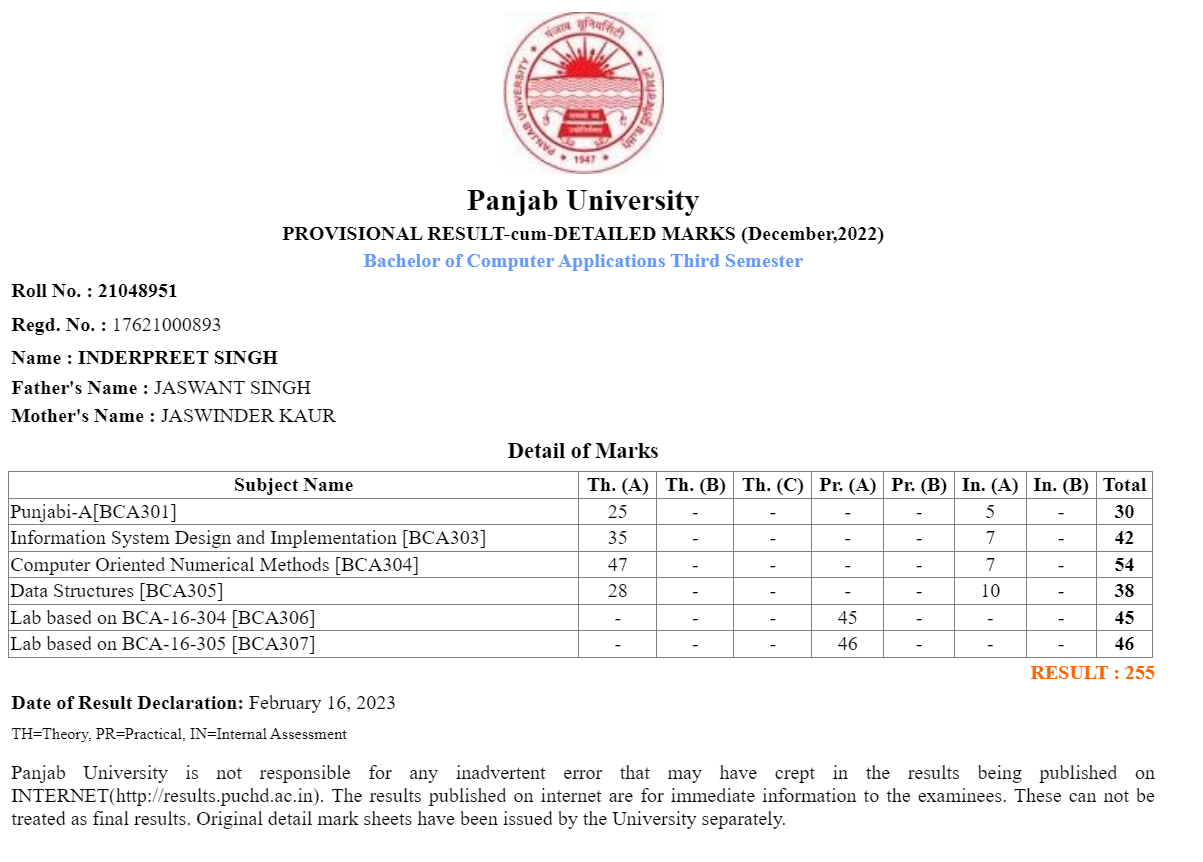 पंजाब यूनिवर्सिटी
PANJAB UNIVERSITY
1947
Panjab University
PROVISIONAL RESULT-cum-DETAILED MARKS (December,2022)
Bachelor of Computer Applications Third Semester
Roll No. : 21048951
Regd. No. : 17621000893
Name : INDERPREET SINGH
Father's Name : JASWANT SINGH
Mother's Name : JASWINDER KAUR
Detail of Marks
Subject Name Th. (A) Th. (B) Th. (C) Pr. (A) Pr. (B) In. (A) In. (B) Total
Punjabi-A[BCA301] 25 - - - - 5 - 30
Information System Design and Implementation [BCA303] 35 - - - - 7 - 42
Computer Oriented Numerical Methods [BCA304] 47 - - - - 7 - 54
Data Structures [BCA305] 28 - - - - 10 - 38
Lab based on BCA-16-304 [BCA306] - - - 45 - - - 45
Lab based on BCA-16-305 [BCA307] - - - 46 - - - 46
RESULT : 255
Date of Result Declaration: February 16, 2023
TH=Theory, PR=Practical, IN=Internal Assessment
Panjab University is not responsible for any inadvertent error that may have crept in the results being published on
INTERNET(http://results.puchd.ac.in). The results published on internet are for immediate information to the examinees. These can not be
treated as final results. Original detail mark sheets have been issued by the University separately.